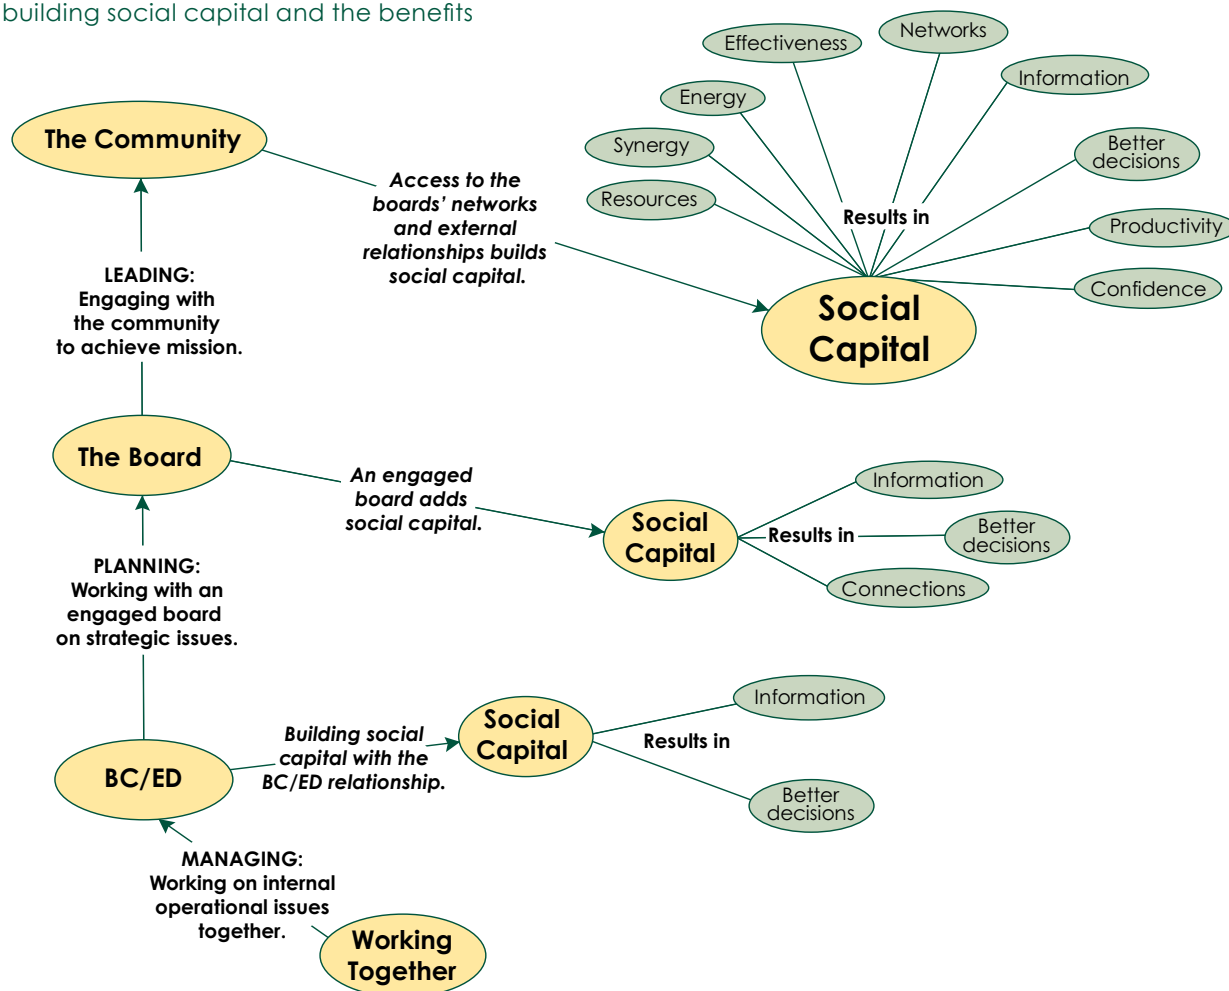 building social capital and the benefits
Effectiveness
Networks
Information
Energy
Synergy
Resources
Better
decisions
Productivity
Confidence
Results in
Social
Capital
The Community
Access to the
boards’ networks
and external
relationships builds
social capital.
LEADING:
Engaging with
the community
to achieve mission.
The Board
An engaged
board adds
social capital.
Social
Capital
Results in
Information
Better
decisions
Connections
PLANNING:
Working with an
engaged board
on strategic issues.
BC/ED
Building social
capital with the
BC/ED relationship.
Social
Capital
Results in
Information
Better
decisions
MANAGING:
Working on internal
operational issues
together.
Working
Together